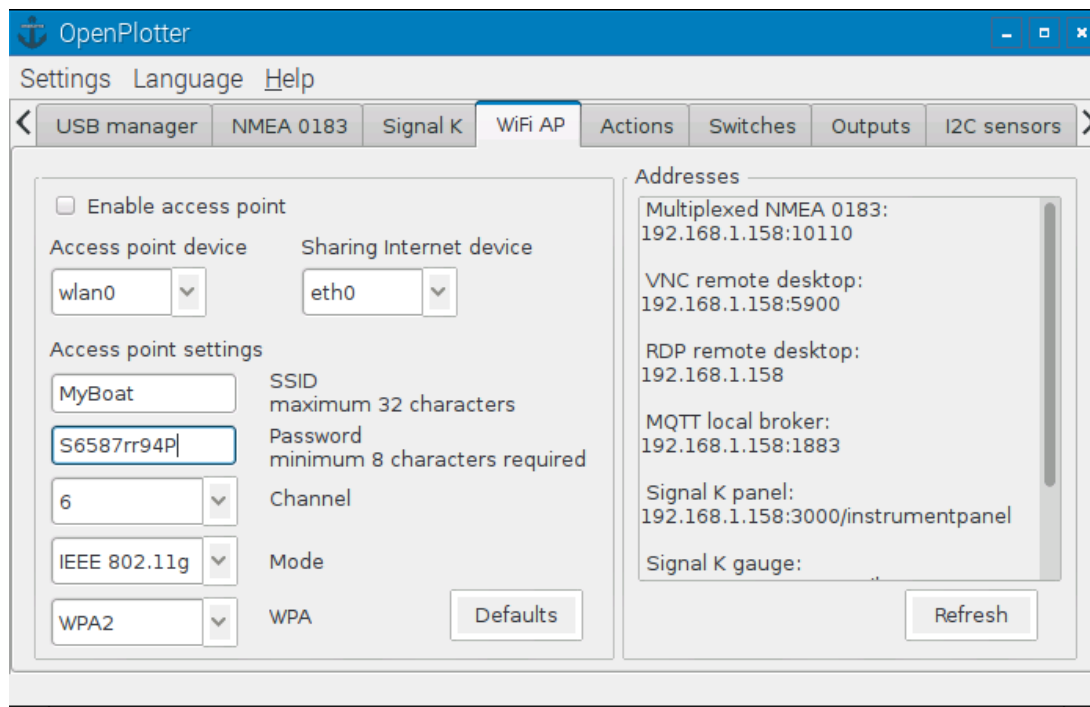 OpenPlotter
Settings Language Help
USB manager NMEA 0183 Signal K WiFi AP Actions Switches Outputs I2C sensors
Enable access point
Access point device Sharing Internet device
wlan0 eth0
Access point settings
MyBoat SSID
maximum 32 characters
S6587rr94P Password
minimum 8 characters required
6 Channel
IEEE 802.11g Mode
WPA2 WPA
Defaults
Addresses
Multiplexed NMEA 0183:
192.168.1.158:10110
VNC remote desktop:
192.168.1.158:5900
RDP remote desktop:
192.168.1.158
MQTT local broker:
192.168.1.158:1883
Signal K panel:
192.168.1.158:3000/instrumentpanel
Signal K gauge:
Refresh